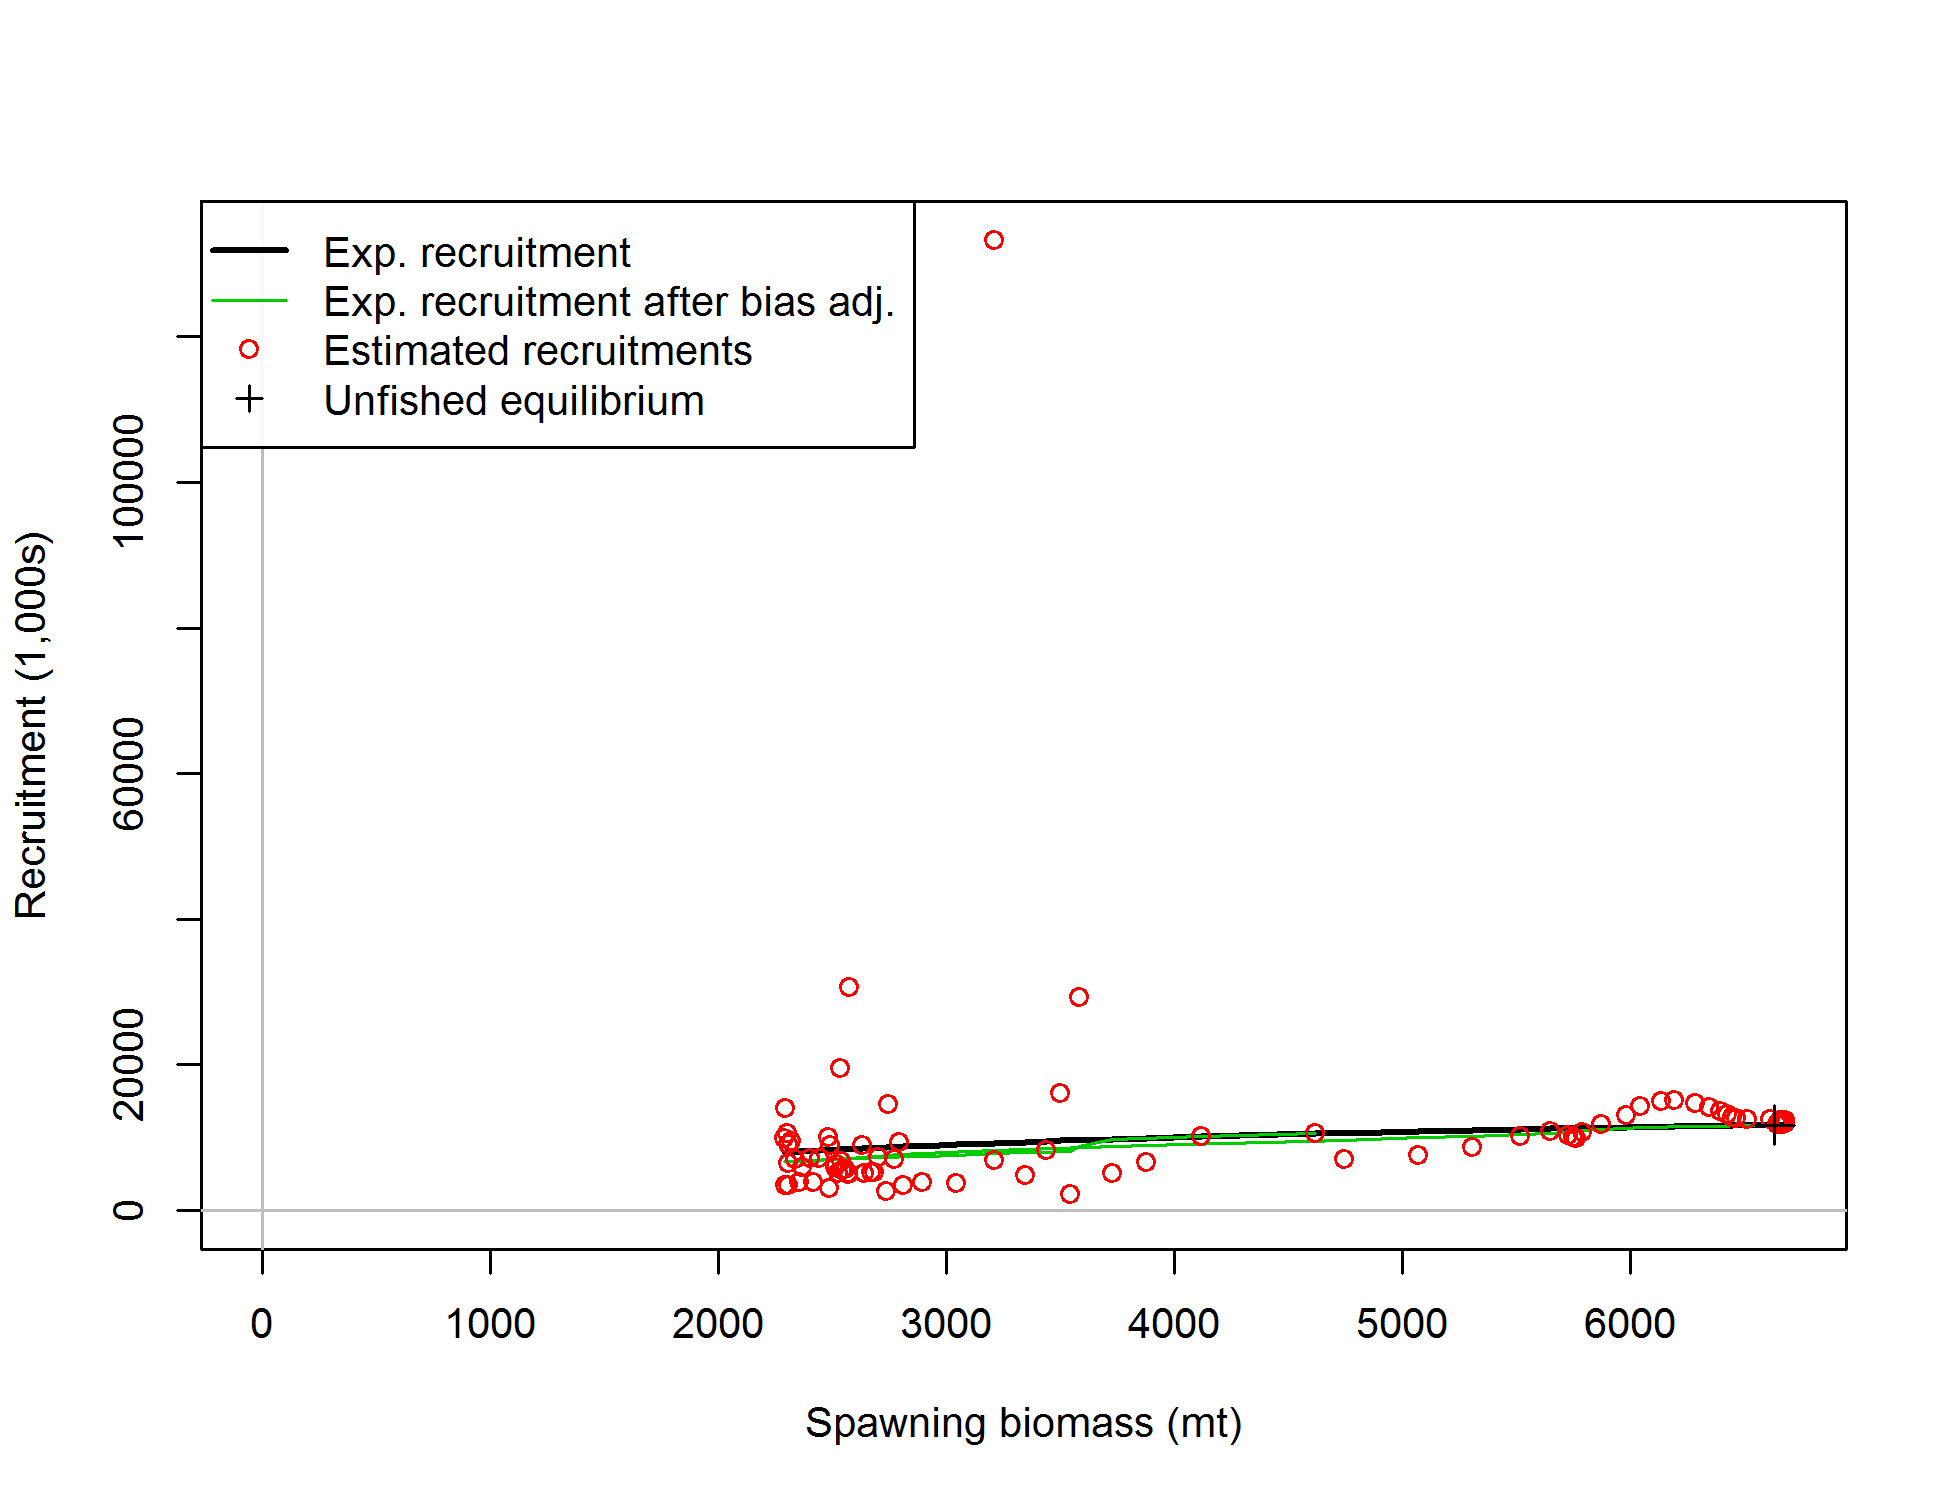 Exp. recruitment
Exp. recruitment after bias adj.
Estimated recruitments
Unfished equilibrium
Recruitment (1,000s)
100000
60000
20000
0
0 1000 2000 3000 4000 5000 6000
Spawning biomass (mt)